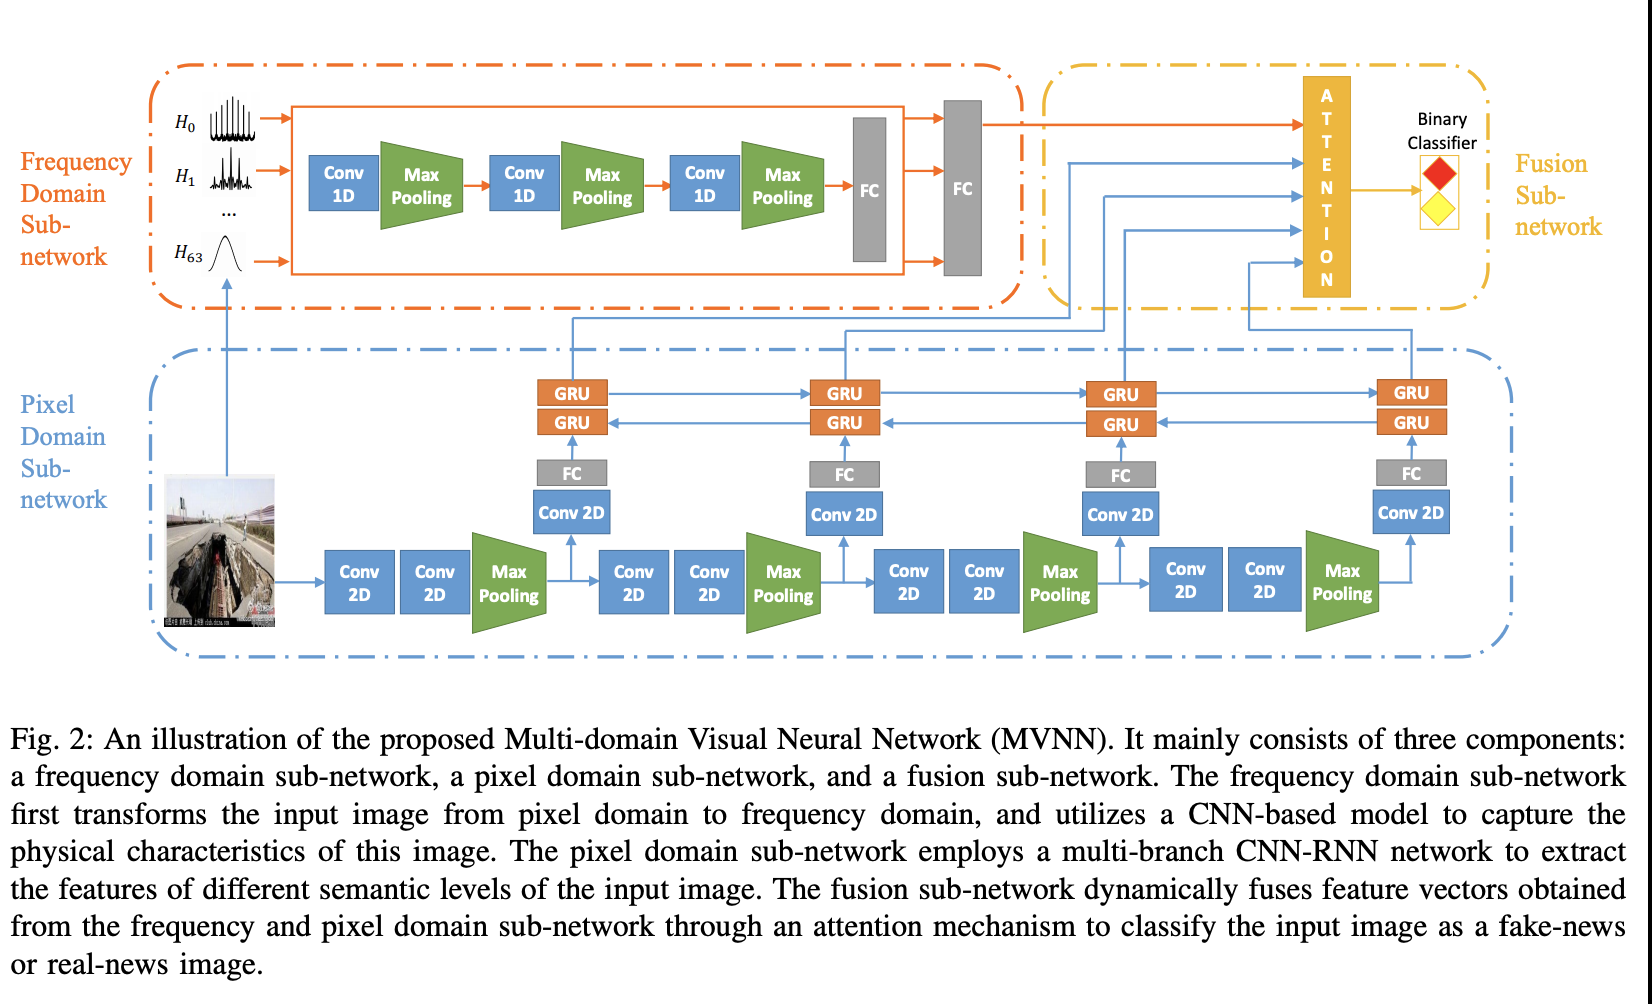 Frequency
Domain
Sub-
network
H0
H1
...
H63
Conv
1D
Max
Pooling
Conv
1D
Max
Pooling
Conv
1D
Max
Pooling
FC
FC
ATTENTION
Binary
Classifier
Fusion
Sub-
network
Pixel
Domain
Sub-
network
GRU
GRU
GRU
GRU
GRU
GRU
GRU
GRU
FC
FC
FC
FC
Conv 2D
Conv 2D
Conv 2D
Conv 2D
Conv
2D
Conv
2D
Max
Pooling
Conv
2D
Conv
2D
Max
Pooling
Conv
2D
Conv
2D
Max
Pooling
Conv
2D
Conv
2D
Max
Pooling
Fig. 2: An illustration of the proposed Multi-domain Visual Neural Network (MVNN). It mainly consists of three components:
a frequency domain sub-network, a pixel domain sub-network, and a fusion sub-network. The frequency domain sub-network
first transforms the input image from pixel domain to frequency domain, and utilizes a CNN-based model to capture the
physical characteristics of this image. The pixel domain sub-network employs a multi-branch CNN-RNN network to extract
the features of different semantic levels of the input image. The fusion sub-network dynamically fuses feature vectors obtained
from the frequency and pixel domain sub-network through an attention mechanism to classify the input image as a fake-news
or real-news image.